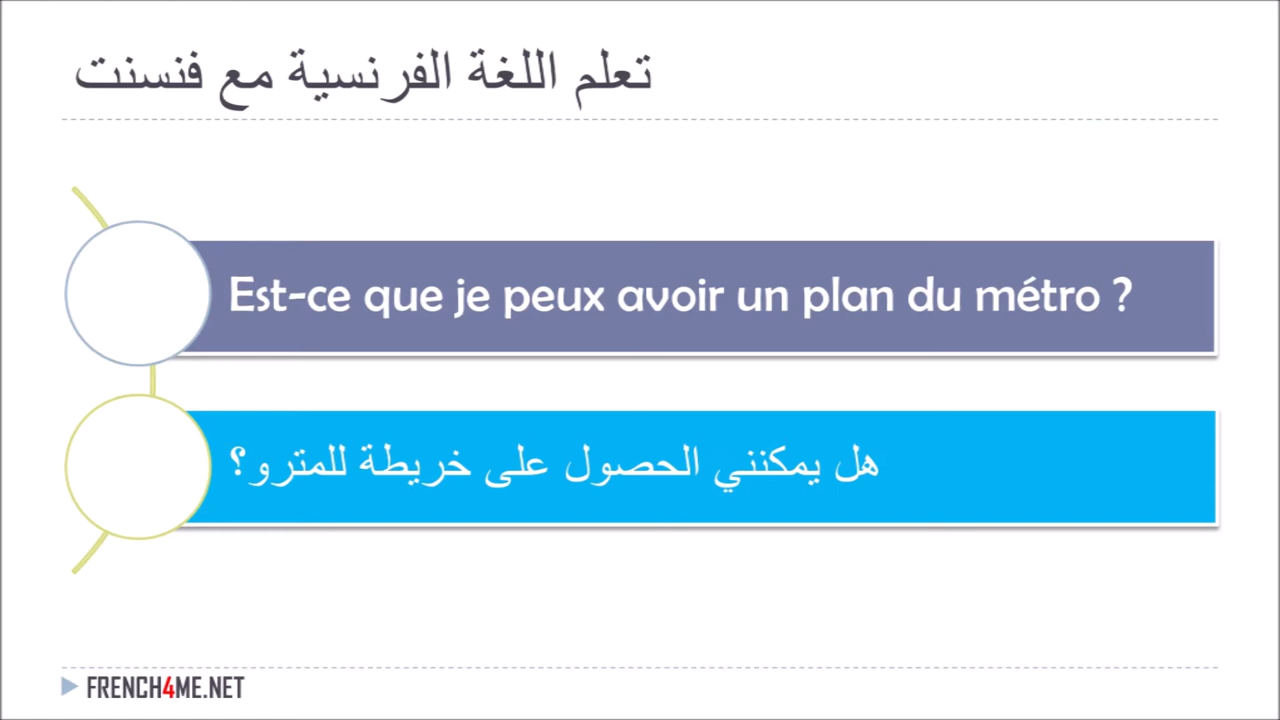 تعلم اللغة الفرنسية مع فنسنت
Est-ce que je peux avoir un plan du métro ?
هل يمكنني الحصول على خريطة للمترو؟
FRENCH4ME.NET